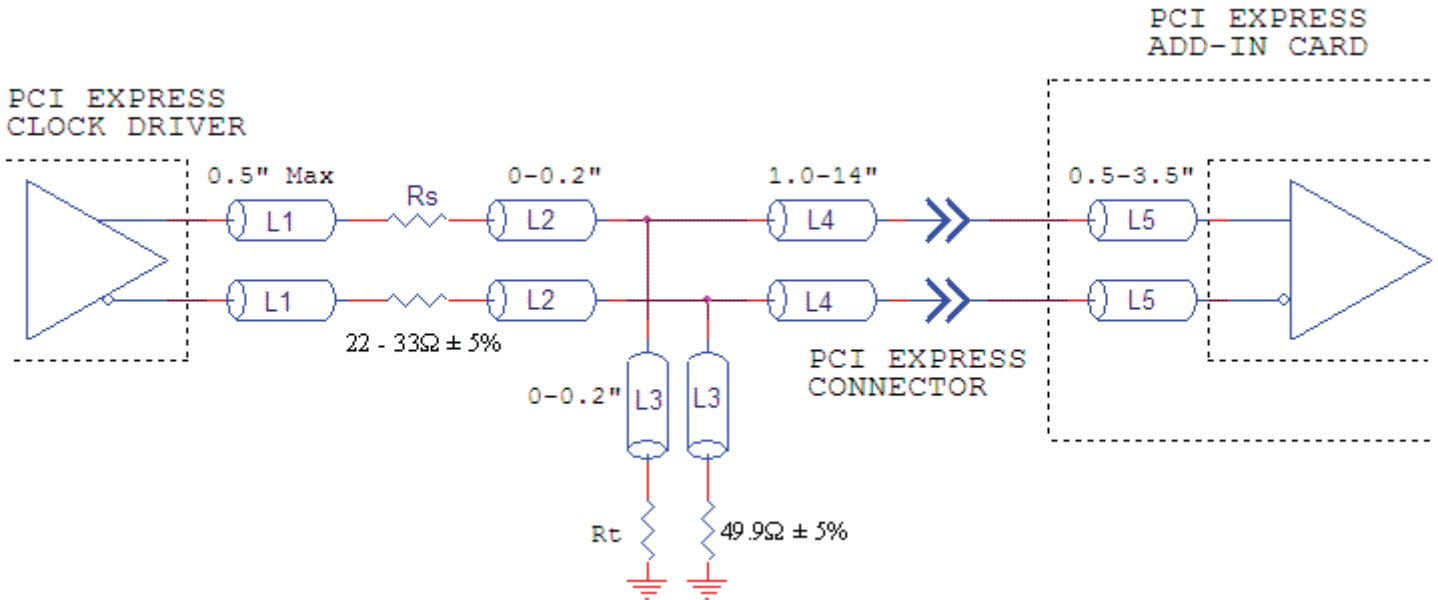 PCI EXPRESS
ADD-IN CARD
PCI EXPRESS
CLOCK DRIVER
0.5" Max
Rs
0-0.2"
1.0-14"
0.5-3.5"
L1
L2
L4
L5
L1
L2
L4
L5
22 - 33Ω ± 5%
PCI EXPRESS
CONNECTOR
0-0.2"
L3
L3
Rt
49.9Ω ± 5%